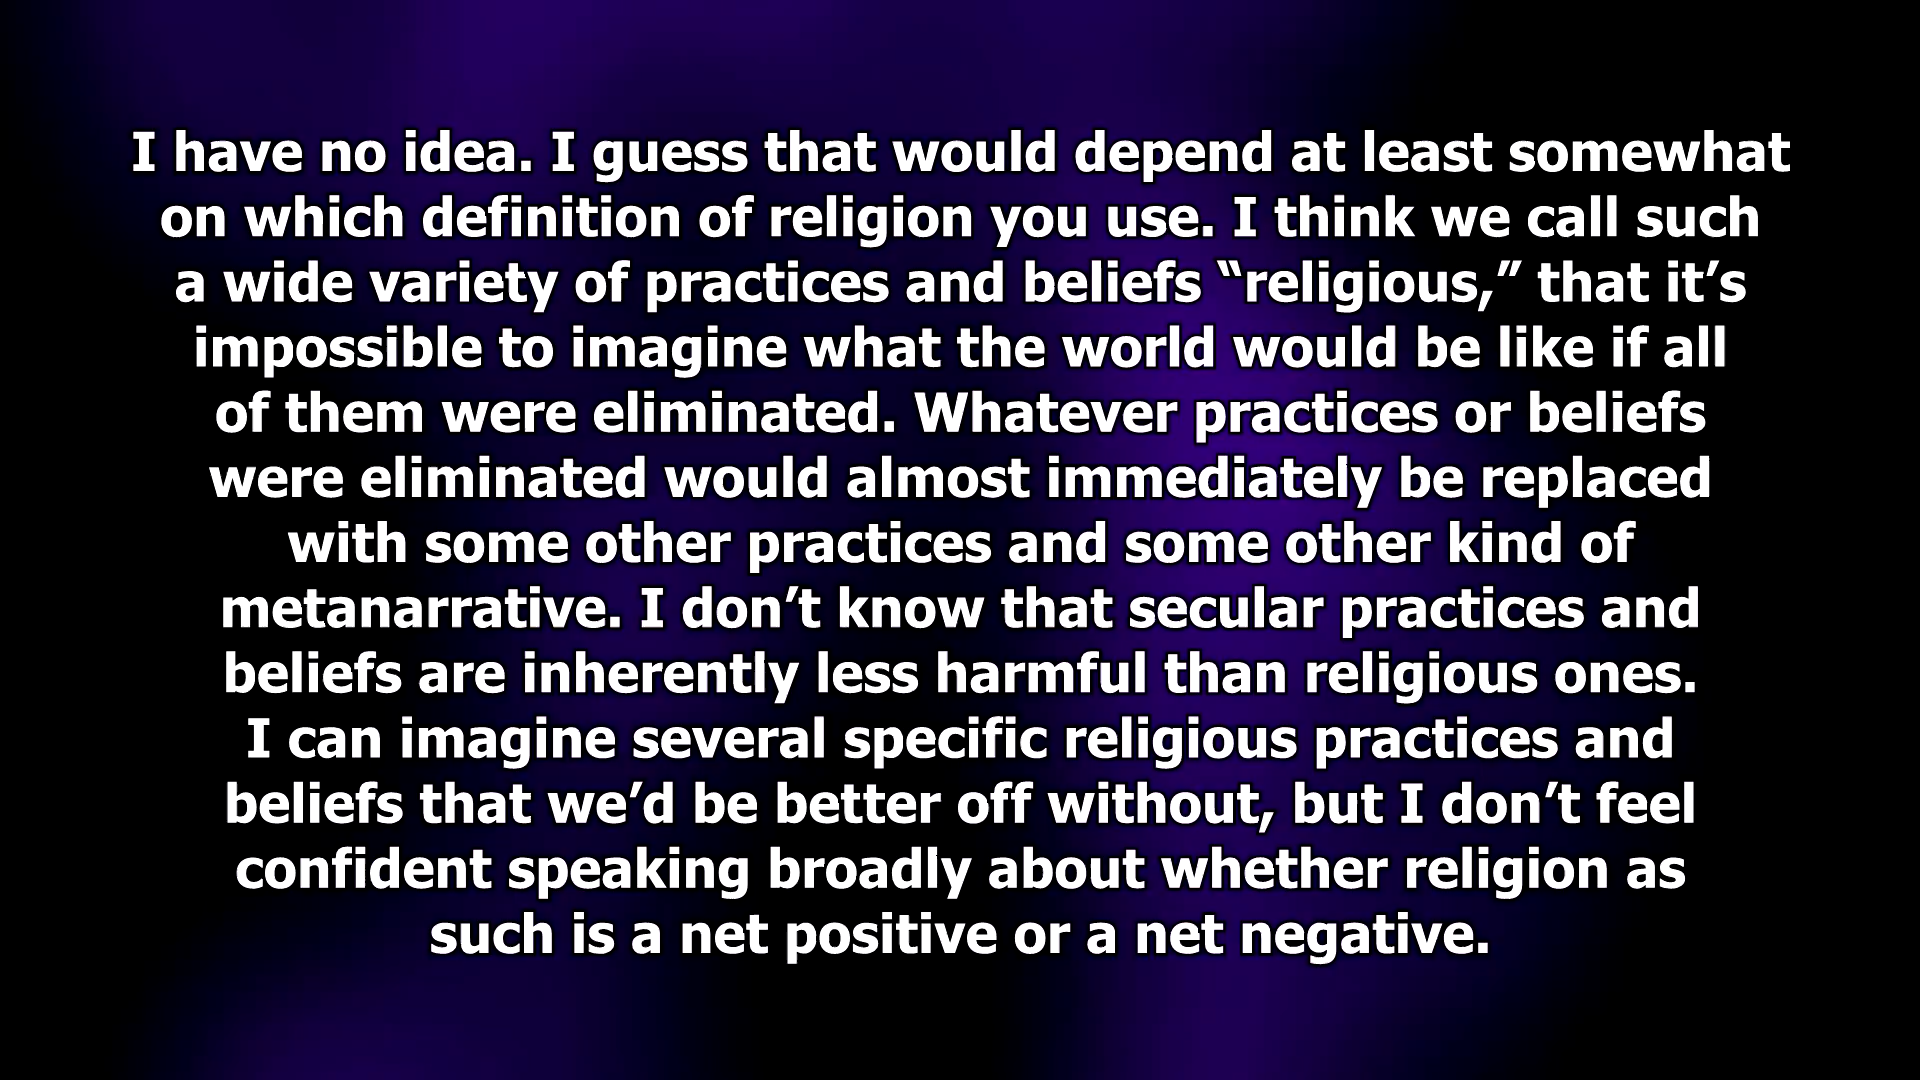 I have no idea. I guess that would depend at least somewhat
on which definition of religion you use. I think we call such
a wide variety of practices and beliefs “religious,” that it’s
impossible to imagine what the world would be like if all
of them were eliminated. Whatever practices or beliefs
were eliminated would almost immediately be replaced
with some other practices and some other kind of
metanarrative. I don’t know that secular practices and
beliefs are inherently less harmful than religious ones.
I can imagine several specific religious practices and
beliefs that we’d be better off without, but I don’t feel
confident speaking broadly about whether religion as
such is a net positive or a net negative.